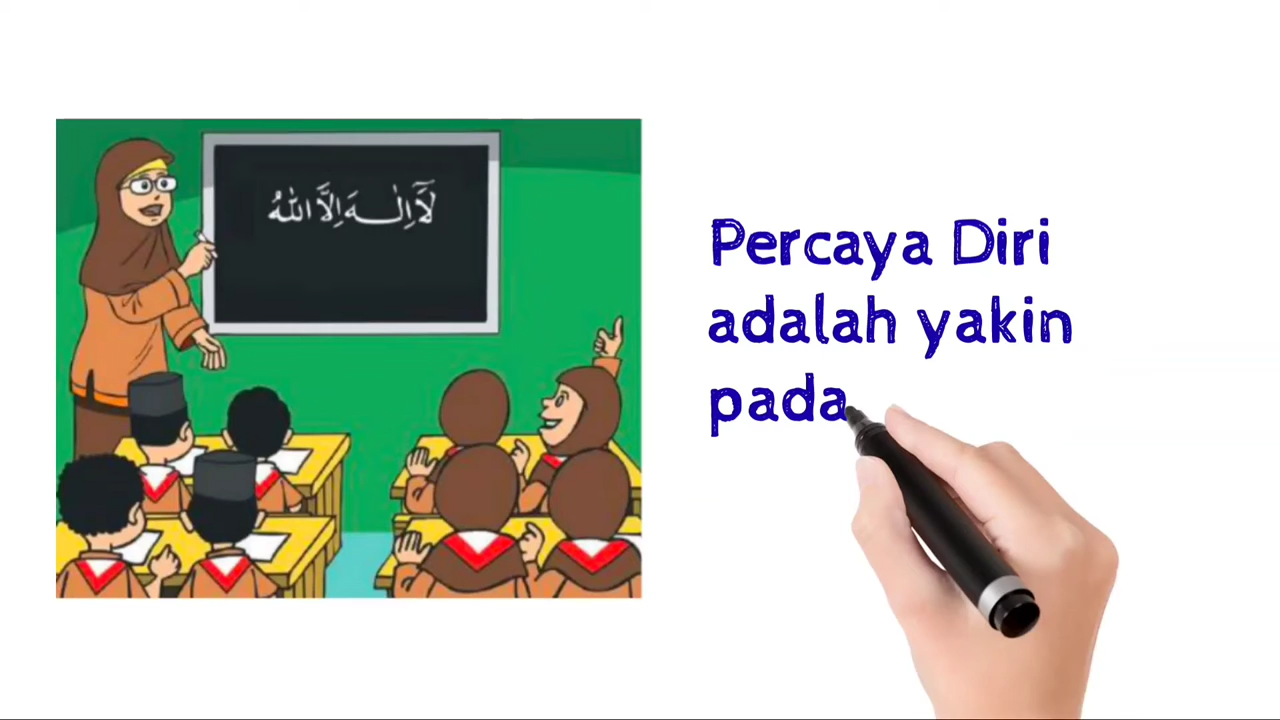 لَآ اِلٰـهَ اِلَّا اللهُ
Percaya Diri
adalah yakin
pada